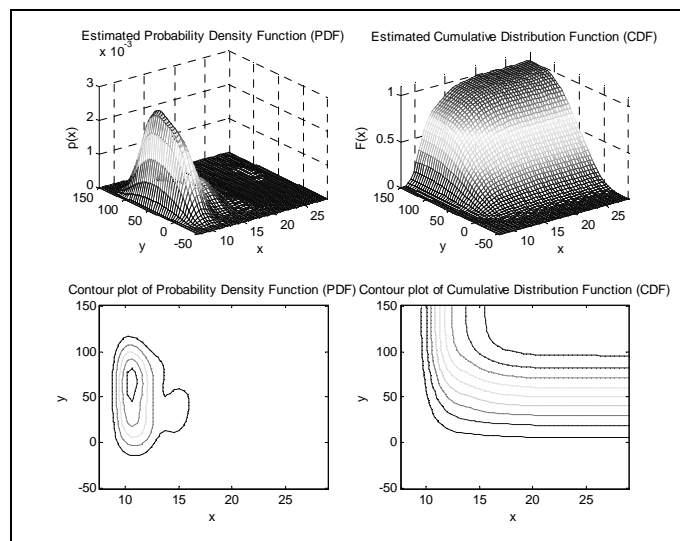 Estimated Probability Density Function (PDF)
x 10^-3
3
2
1
0
p(x)
150
100
50
0
-50
y
10
15
20
25
x
Estimated Cumulative Distribution Function (CDF)
1
0.5
0
F(x)
150
100
50
0
-50
y
10
15
20
25
x
Contour plot of Probability Density Function (PDF)
150
100
50
0
-50
y
10
15
20
25
x
Contour plot of Cumulative Distribution Function (CDF)
150
100
50
0
-50
y
10
15
20
25
x